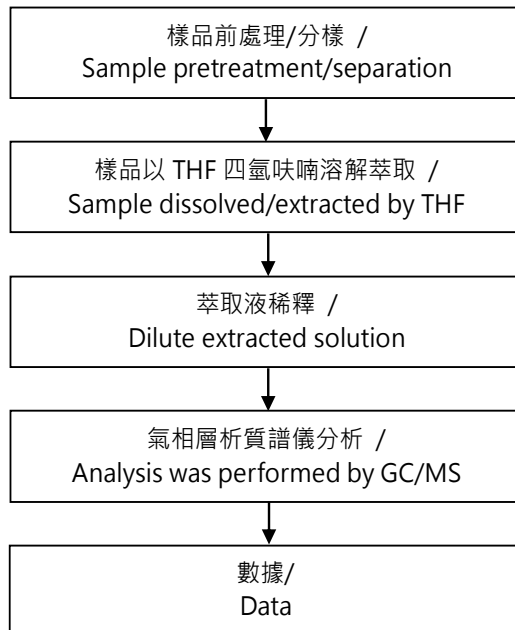 樣品前處理/分樣 /
Sample pretreatment/separation
樣品以 THF 四氫呋喃溶解萃取 /
Sample dissolved/extracted by THF
萃取液稀釋 /
Dilute extracted solution
氣相層析質譜儀分析 /
Analysis was performed by GC/MS
數據/
Data